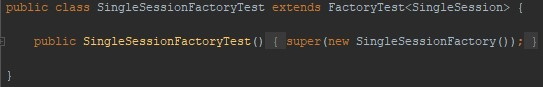 public class SingleSessionFactoryTest extends FactoryTest<SingleSession> {
public SingleSessionFactoryTest() { super(new SingleSessionFactory()); }
}